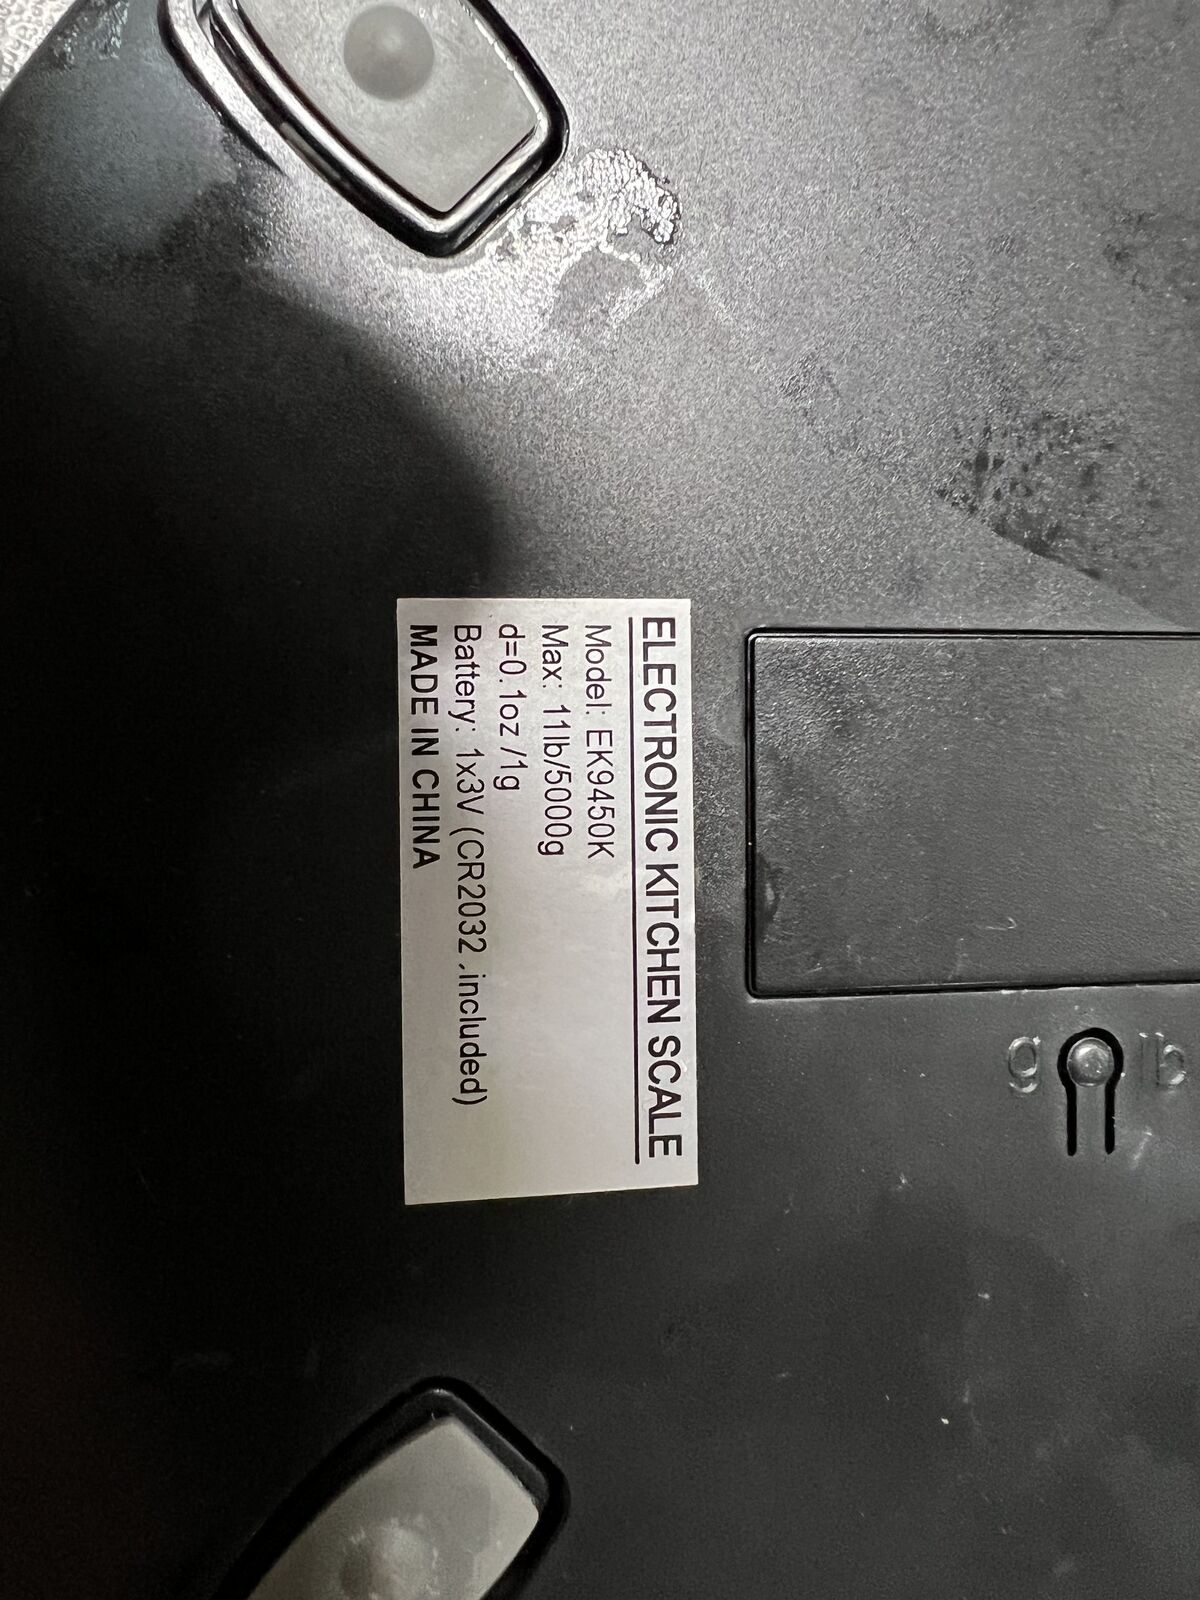 ELECTRONIC KITCHEN SCALE
Model: EK9450K
Max: 11lb/5000g
d=0.1oz /1g
Battery: 1x3V (CR2032 ,included)
MADE IN CHINA
g lb